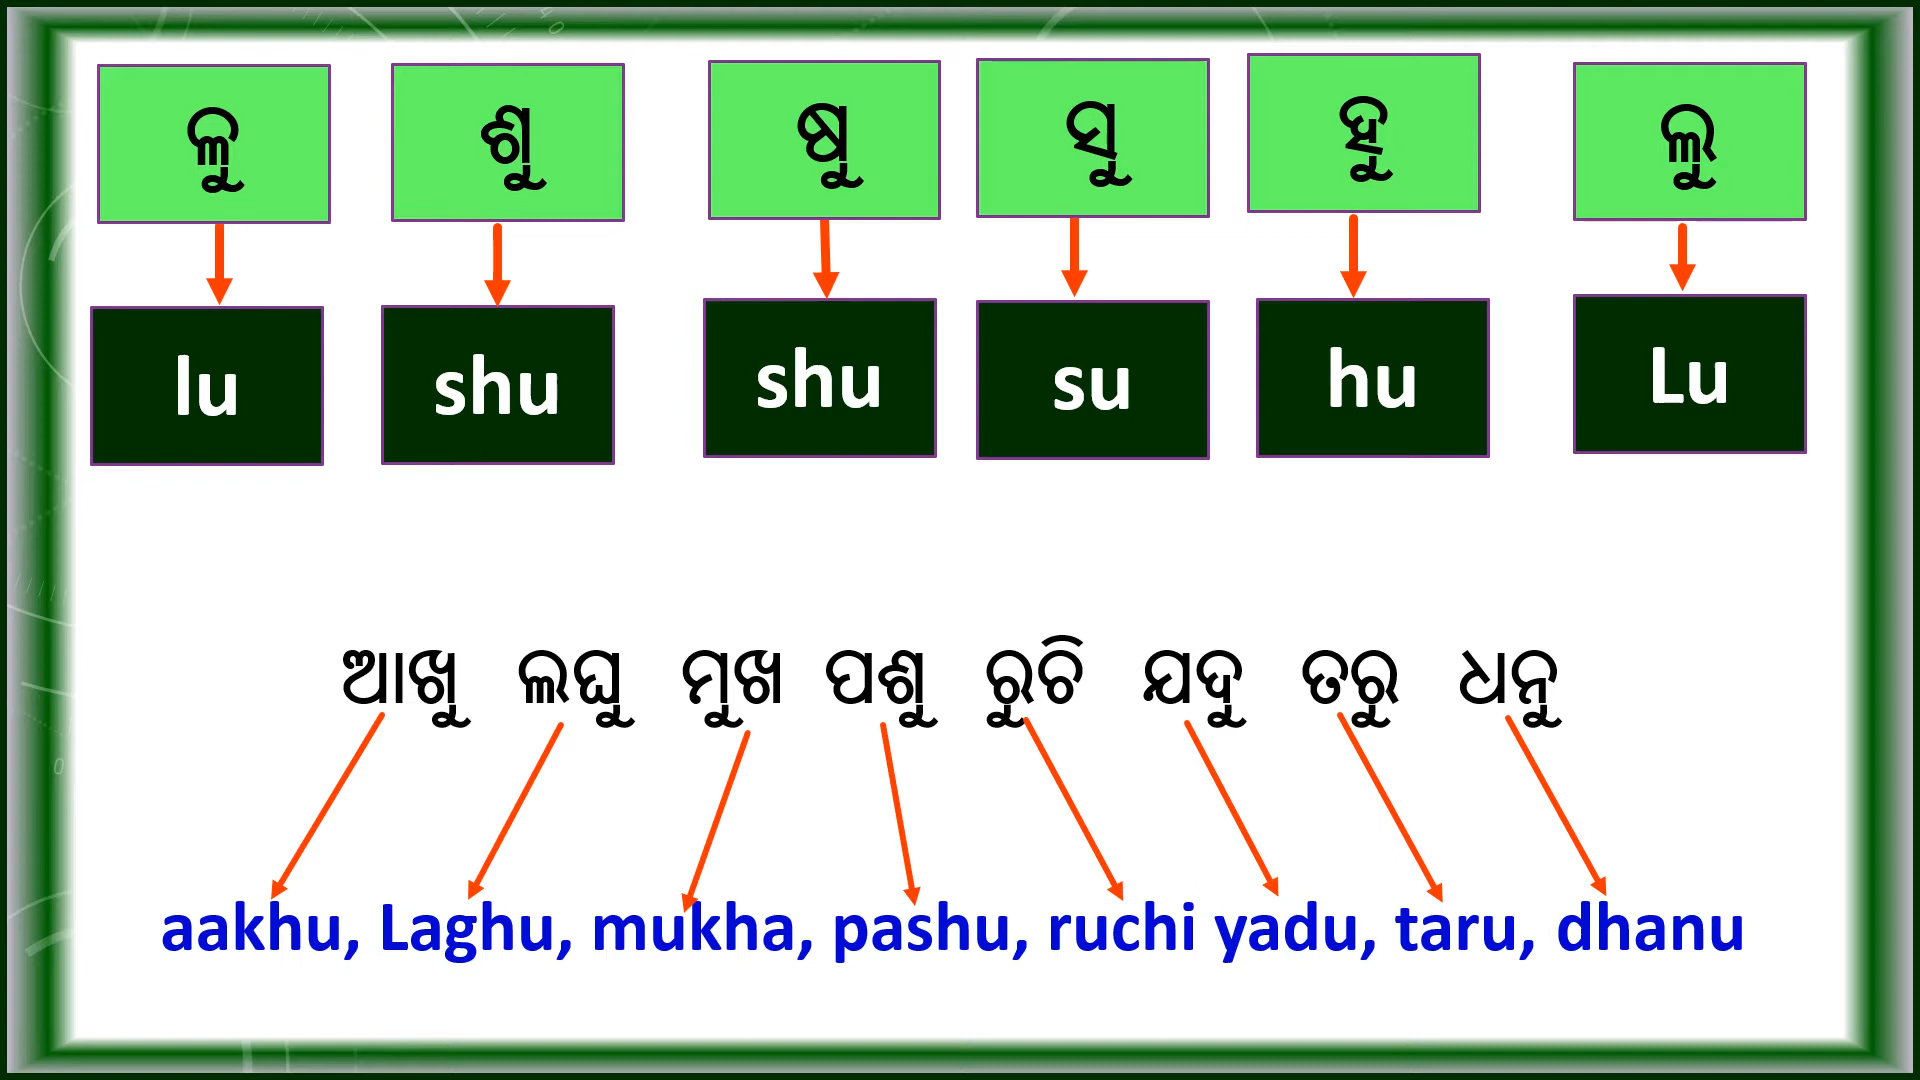 ଳୁ ଶୁ ଷୁ ସୁ ହୁ ଲୁ
lu shu shu su hu Lu
ଆଖୁ ଲଘୁ ମୁଖ ପଶୁ ରୁଚି ଯଦୁ ତରୁ ଧନୁ
aakhu, Laghu, mukha, pashu, ruchi yadu, taru, dhanu